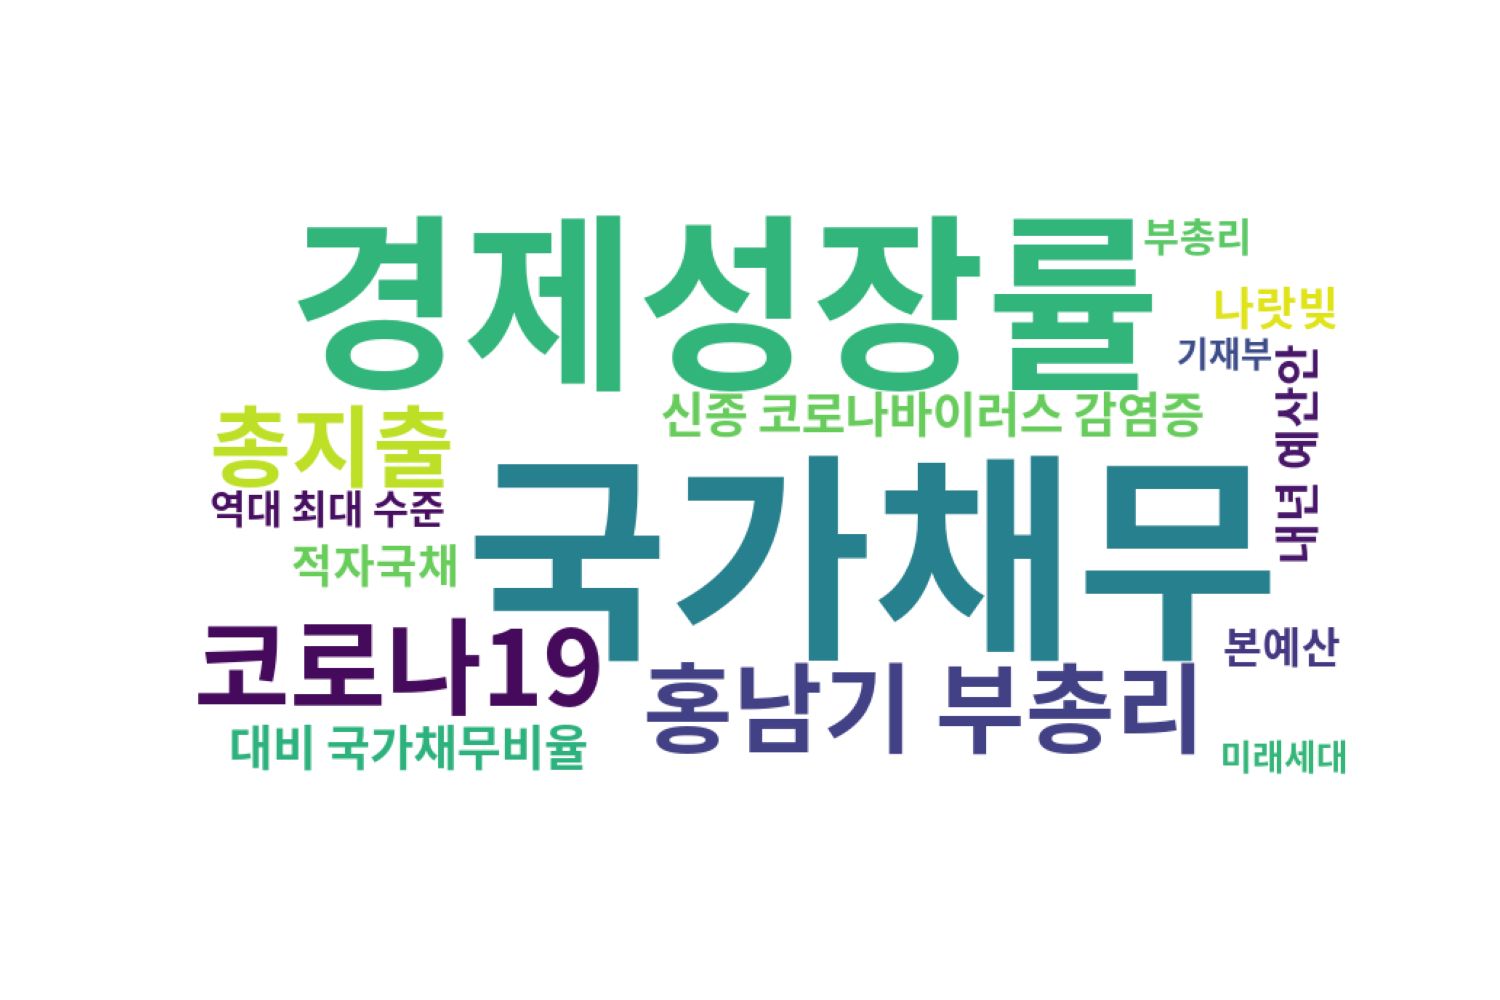 경제성장률
부총리
나랏빚
기재부
내년 예산안
신종 코로나바이러스 감염증
총지출
역대 최대 수준
적자국채
국가채무
코로나19
홍남기 부총리
본예산
대비 국가채무비율
미래세대